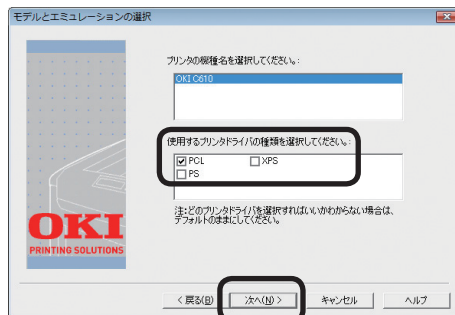 モデルとエミュレーションの選択
プリンタの機種名を選択してください。:
OKI C610
使用するプリンタドライバの種類を選択してください。:
PCL
XPS
PS
注:どのプリンタドライバを選択すればいいかわからない場合は、
デフォルトのままにしてください。
OKI
PRINTING SOLUTIONS
< 戻る(B)
次へ(N) >
キャンセル
ヘルプ